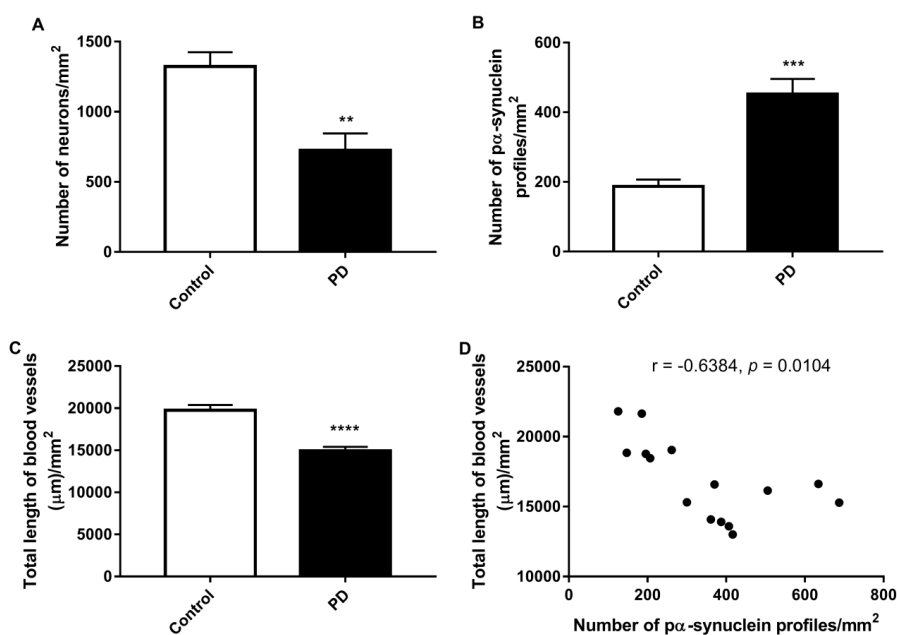 A
Number of neurons/mm²
1500
1000
500
0
**
Control
PD
B
Number of pα-synuclein
profiles/mm²
600
400
200
0
***
Control
PD
C
Total length of blood vessels
(μm)/mm²
25000
20000
15000
10000
5000
0
****
Control
PD
D
Total length of blood vessels
(μm)/mm²
25000
20000
15000
10000
r = -0.6384, p = 0.0104
0
200
400
600
800
Number of pα-synuclein profiles/mm²